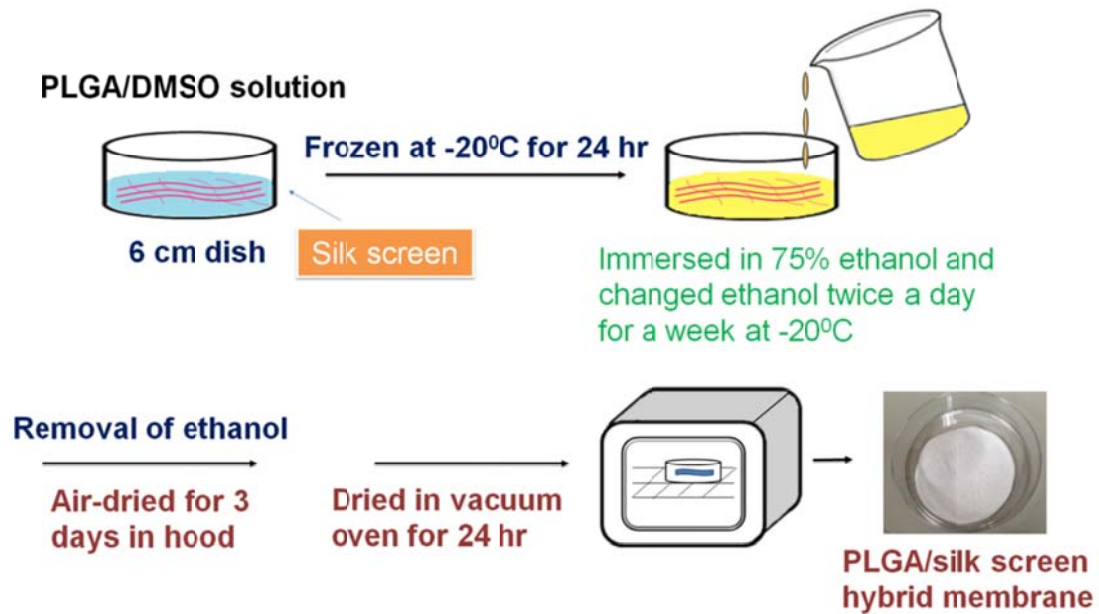 PLGA/DMSO solution
Frozen at -20⁰C for 24 hr
6 cm dish
Silk screen
Immersed in 75% ethanol and
changed ethanol twice a day
for a week at -20⁰C
Removal of ethanol
Air-dried for 3
days in hood
Dried in vacuum
oven for 24 hr
PLGA/silk screen
hybrid membrane